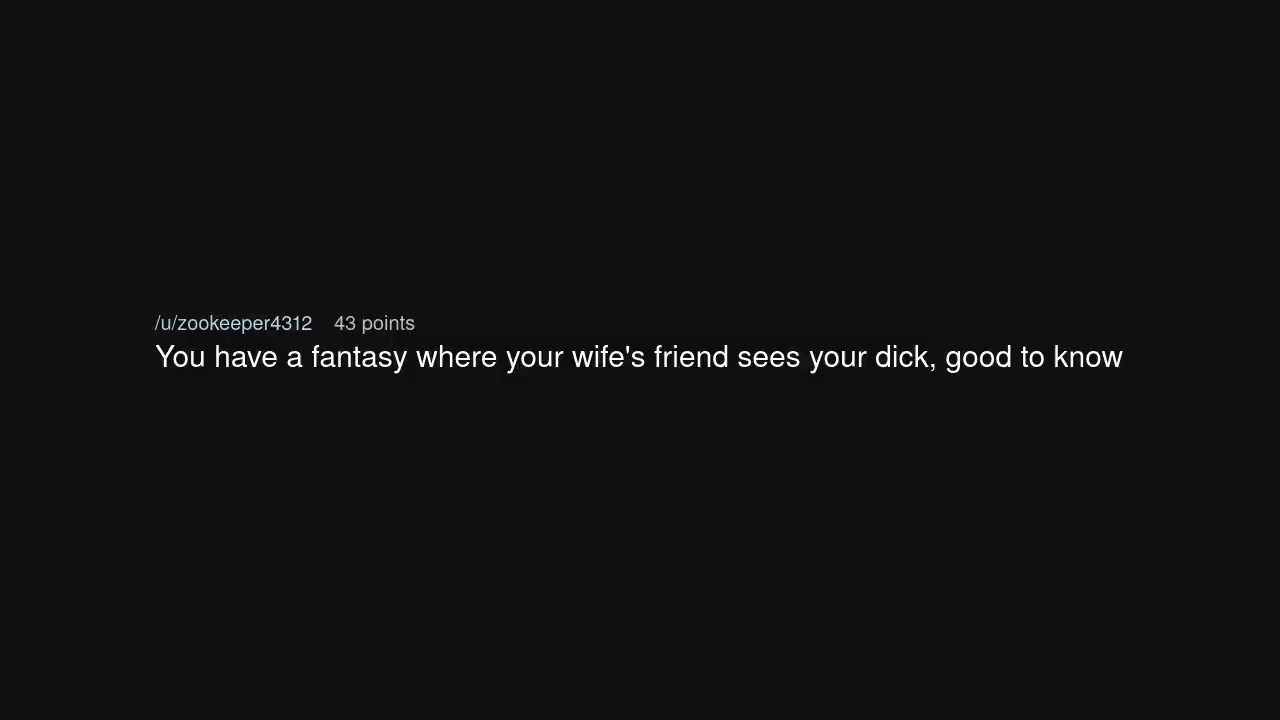 /u/zookeeper4312 43 points
You have a fantasy where your wife's friend sees your dick, good to know